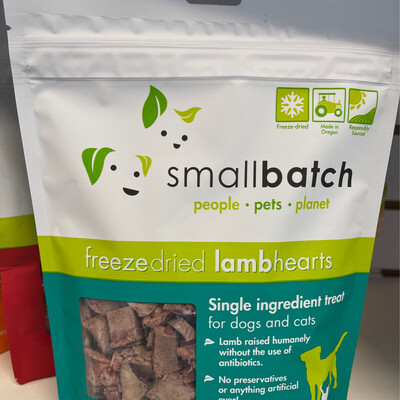 Freeze-dried
Made in
Oregon
Responsibly
Sourced
smallbatch
people • pets • planet
freezedried lambhearts
Single ingredient treat
for dogs and cats
Lamb raised humanely
without the use of
antibiotics.
No preservatives
or anything artificial